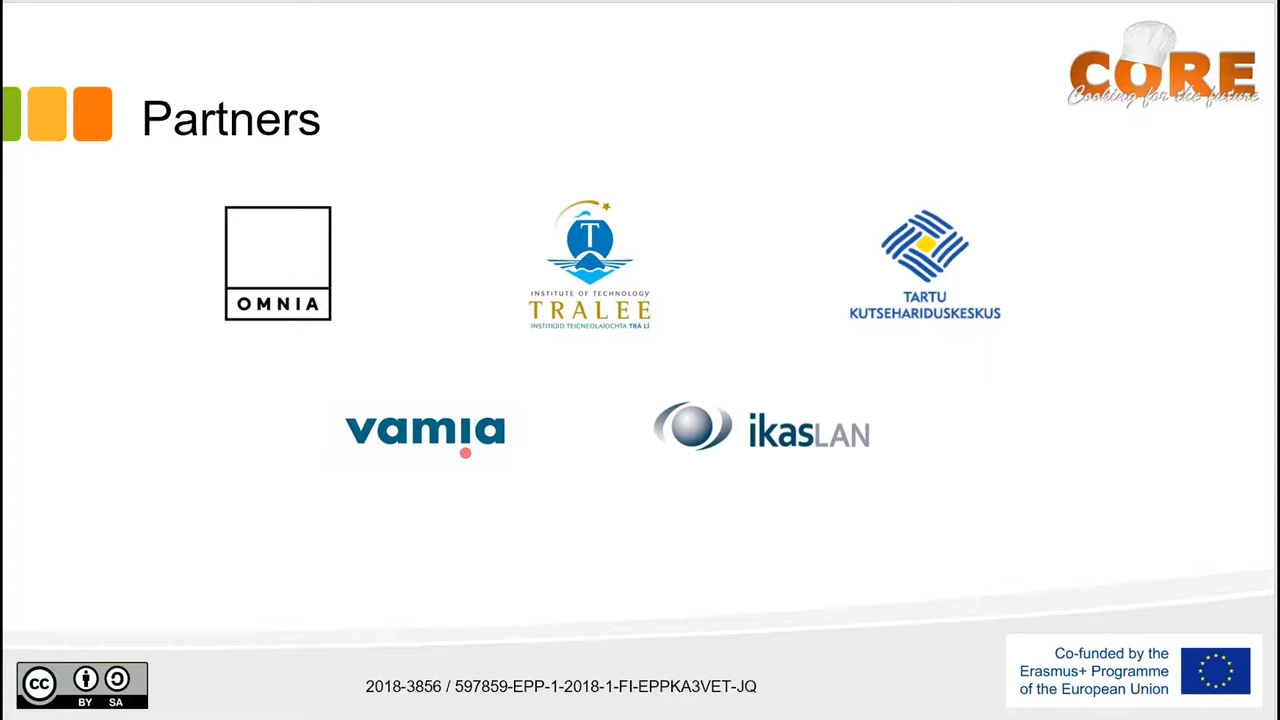 CORE
Cooking for the future
Partners
OMNIA
T
INSTITUTE OF TECHNOLOGY
TRALEE
INSTITIÚID TEICNEOLAÍOCHTA TRÁ LÍ
TARTU
KUTSEHARIDUSKESKUS
vamia
ikasLAN
Co-funded by the
Erasmus+ Programme
of the European Union
cc
BY SA
2018-3856 / 597859-EPP-1-2018-1-FI-EPPKA3VET-JQ